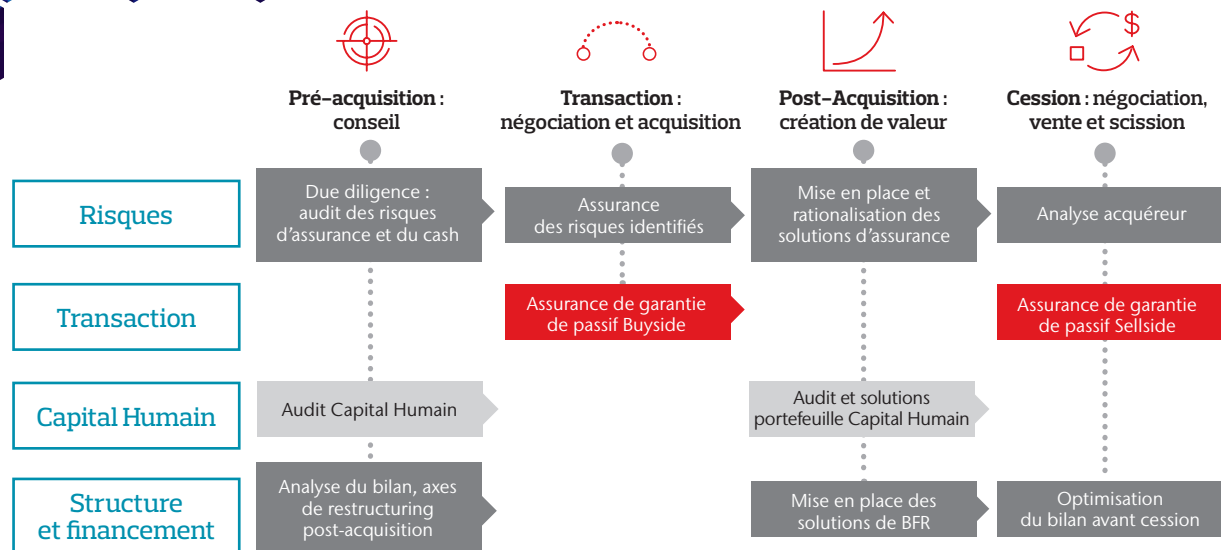 $
Pré-acquisition :
conseil
Transaction :
négociation et acquisition
Post-Acquisition :
création de valeur
Cession : négociation,
vente et scission
Risques
Due diligence :
audit des risques
d'assurance et du cash
Assurance
des risques identifiés
Mise en place et
rationalisation des
solutions d'assurance
Analyse acquéreur
Transaction
Assurance de garantie
de passif Buyside
Assurance de garantie
de passif Sellside
Capital Humain
Audit Capital Humain
Audit et solutions
portefeuille Capital Humain
Structure
et financement
Analyse du bilan, axes
de restructuring
post-acquisition
Mise en place des
solutions de BFR
Optimisation
du bilan avant cession